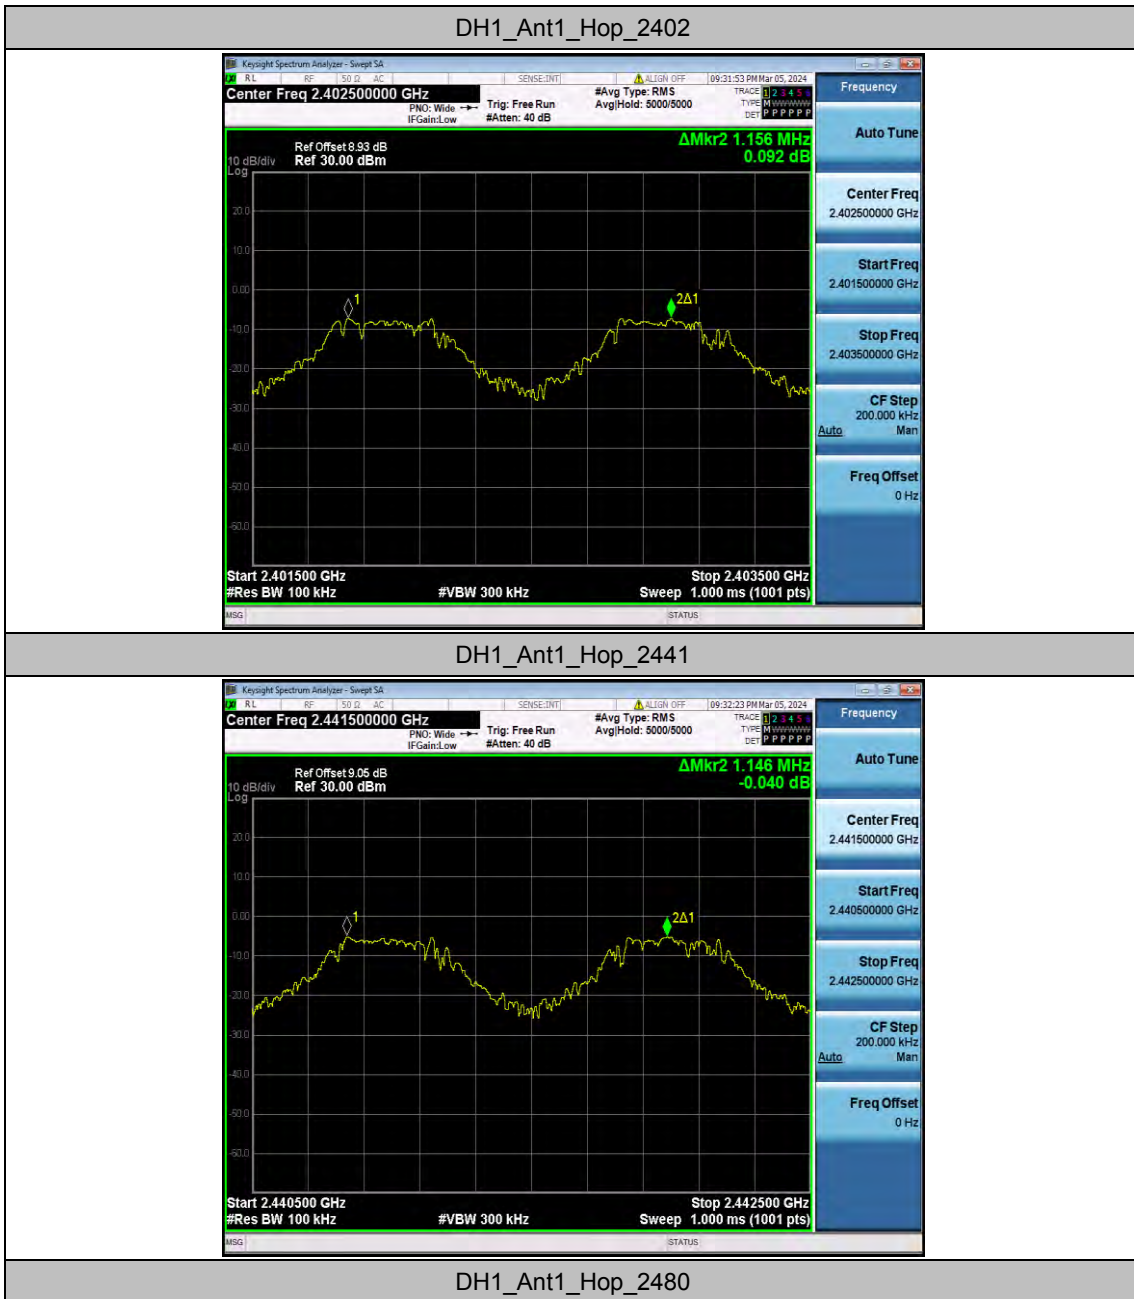 DH1_Ant1_Hop_2402
Keysight Spectrum Analyzer - Swept SA
RL RF 50 Ω AC SENSE:INT ALIGN OFF 09:31:53 PM Mar 05, 2024
Center Freq 2.402500000 GHz
PNO: Wide
IFGain:Low
Trig: Free Run
#Atten: 40 dB
#Avg Type: RMS
Avg|Hold: 5000/5000
TRACE 1 2 3 4 5 6
TYPE M W W W W W
DET P P P P P P
ΔMkr2 1.156 MHz
0.092 dB
Ref Offset 8.93 dB
10 dB/div Ref 30.00 dBm
Log
20.0
10.0
0.00
-10.0
-20.0
-30.0
-40.0
-50.0
-60.0
1
2Δ1
Start 2.401500 GHz Stop 2.403500 GHz
#Res BW 100 kHz #VBW 300 kHz Sweep 1.000 ms (1001 pts)
MSG STATUS
Frequency
Auto Tune
Center Freq
2.402500000 GHz
Start Freq
2.401500000 GHz
Stop Freq
2.403500000 GHz
CF Step
200.000 kHz
Auto Man
Freq Offset
0 Hz
DH1_Ant1_Hop_2441
Keysight Spectrum Analyzer - Swept SA
RL RF 50 Ω AC SENSE:INT ALIGN OFF 09:32:23 PM Mar 05, 2024
Center Freq 2.441500000 GHz
PNO: Wide
IFGain:Low
Trig: Free Run
#Atten: 40 dB
#Avg Type: RMS
Avg|Hold: 5000/5000
TRACE 1 2 3 4 5 6
TYPE M W W W W W
DET P P P P P P
ΔMkr2 1.146 MHz
-0.040 dB
Ref Offset 9.05 dB
10 dB/div Ref 30.00 dBm
Log
20.0
10.0
0.00
-10.0
-20.0
-30.0
-40.0
-50.0
-60.0
1
2Δ1
Start 2.440500 GHz Stop 2.442500 GHz
#Res BW 100 kHz #VBW 300 kHz Sweep 1.000 ms (1001 pts)
MSG STATUS
Frequency
Auto Tune
Center Freq
2.441500000 GHz
Start Freq
2.440500000 GHz
Stop Freq
2.442500000 GHz
CF Step
200.000 kHz
Auto Man
Freq Offset
0 Hz
DH1_Ant1_Hop_2480